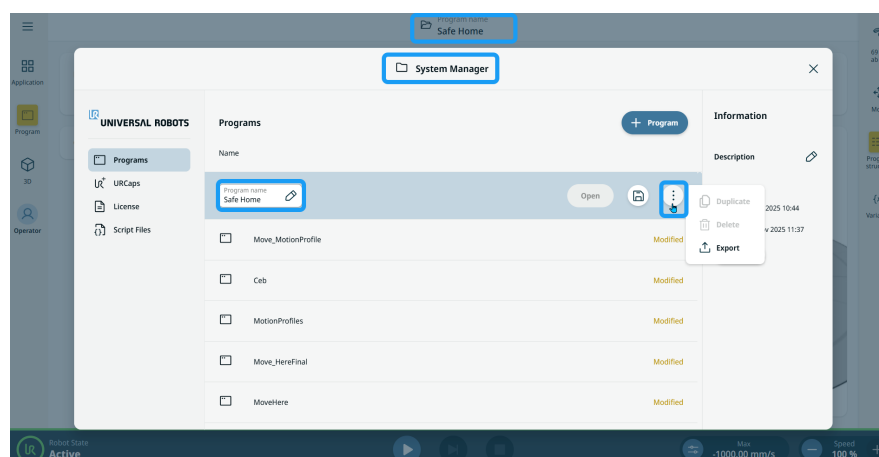 Program name
Safe Home
System Manager
Application
Program
3D
Operator
UNIVERSAL ROBOTS
Programs
URCaps
License
Script Files
Programs
+ Program
Name
Program name
Safe Home
Open
Move_MotionProfile
Modified
Ceb
Modified
MotionProfiles
Modified
Move_HereFinal
Modified
MoveHere
Modified
Information
Description
Duplicate
Delete
Export
2025 10:44
2025 11:37
Robot State
Active
Max
-1000.00 mm/s
Speed
100 %